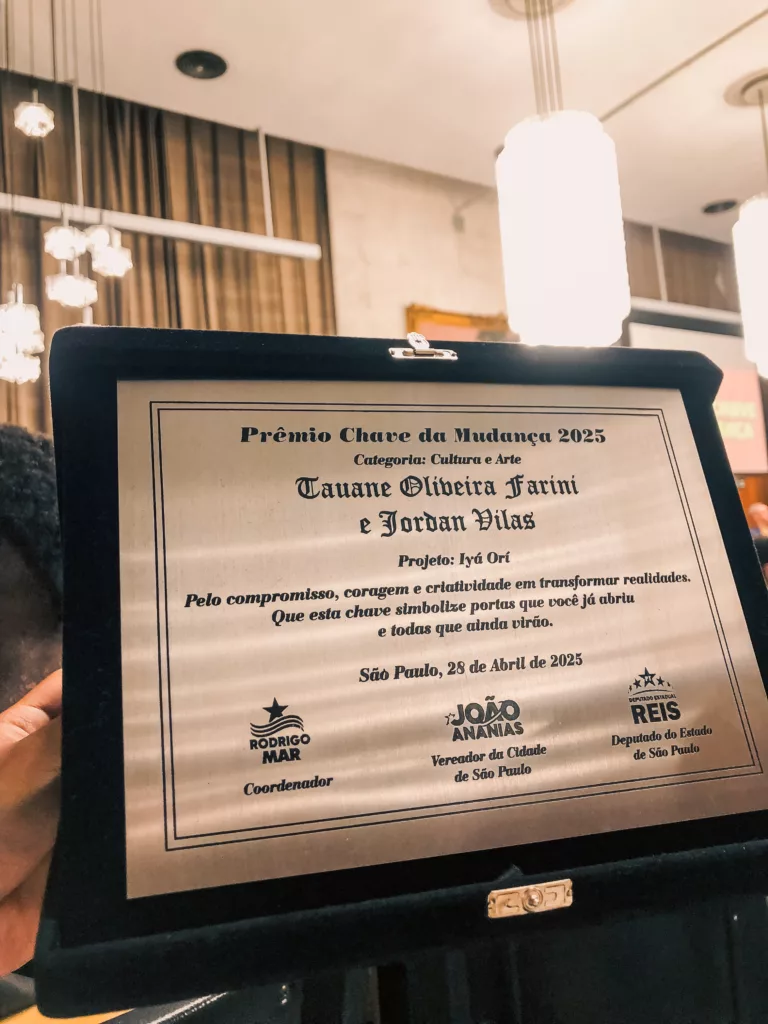 Prêmio Chave da Mudança 2025
Categoria: Cultura e Arte
Tauane Oliveira Farini
e Jordan Vilas
Projeto: Iyá Orí
Pelo compromisso, coragem e criatividade em transformar realidades.
Que esta chave simbolize portas que você já abriu
e todas que ainda virão.
São Paulo, 28 de Abril de 2025
RODRIGO
MAR
Coordenador
JOÃO
ANANIAS
Vereador da Cidade
de São Paulo
DEPUTADO ESTADUAL
REIS
Deputado do Estado
de São Paulo